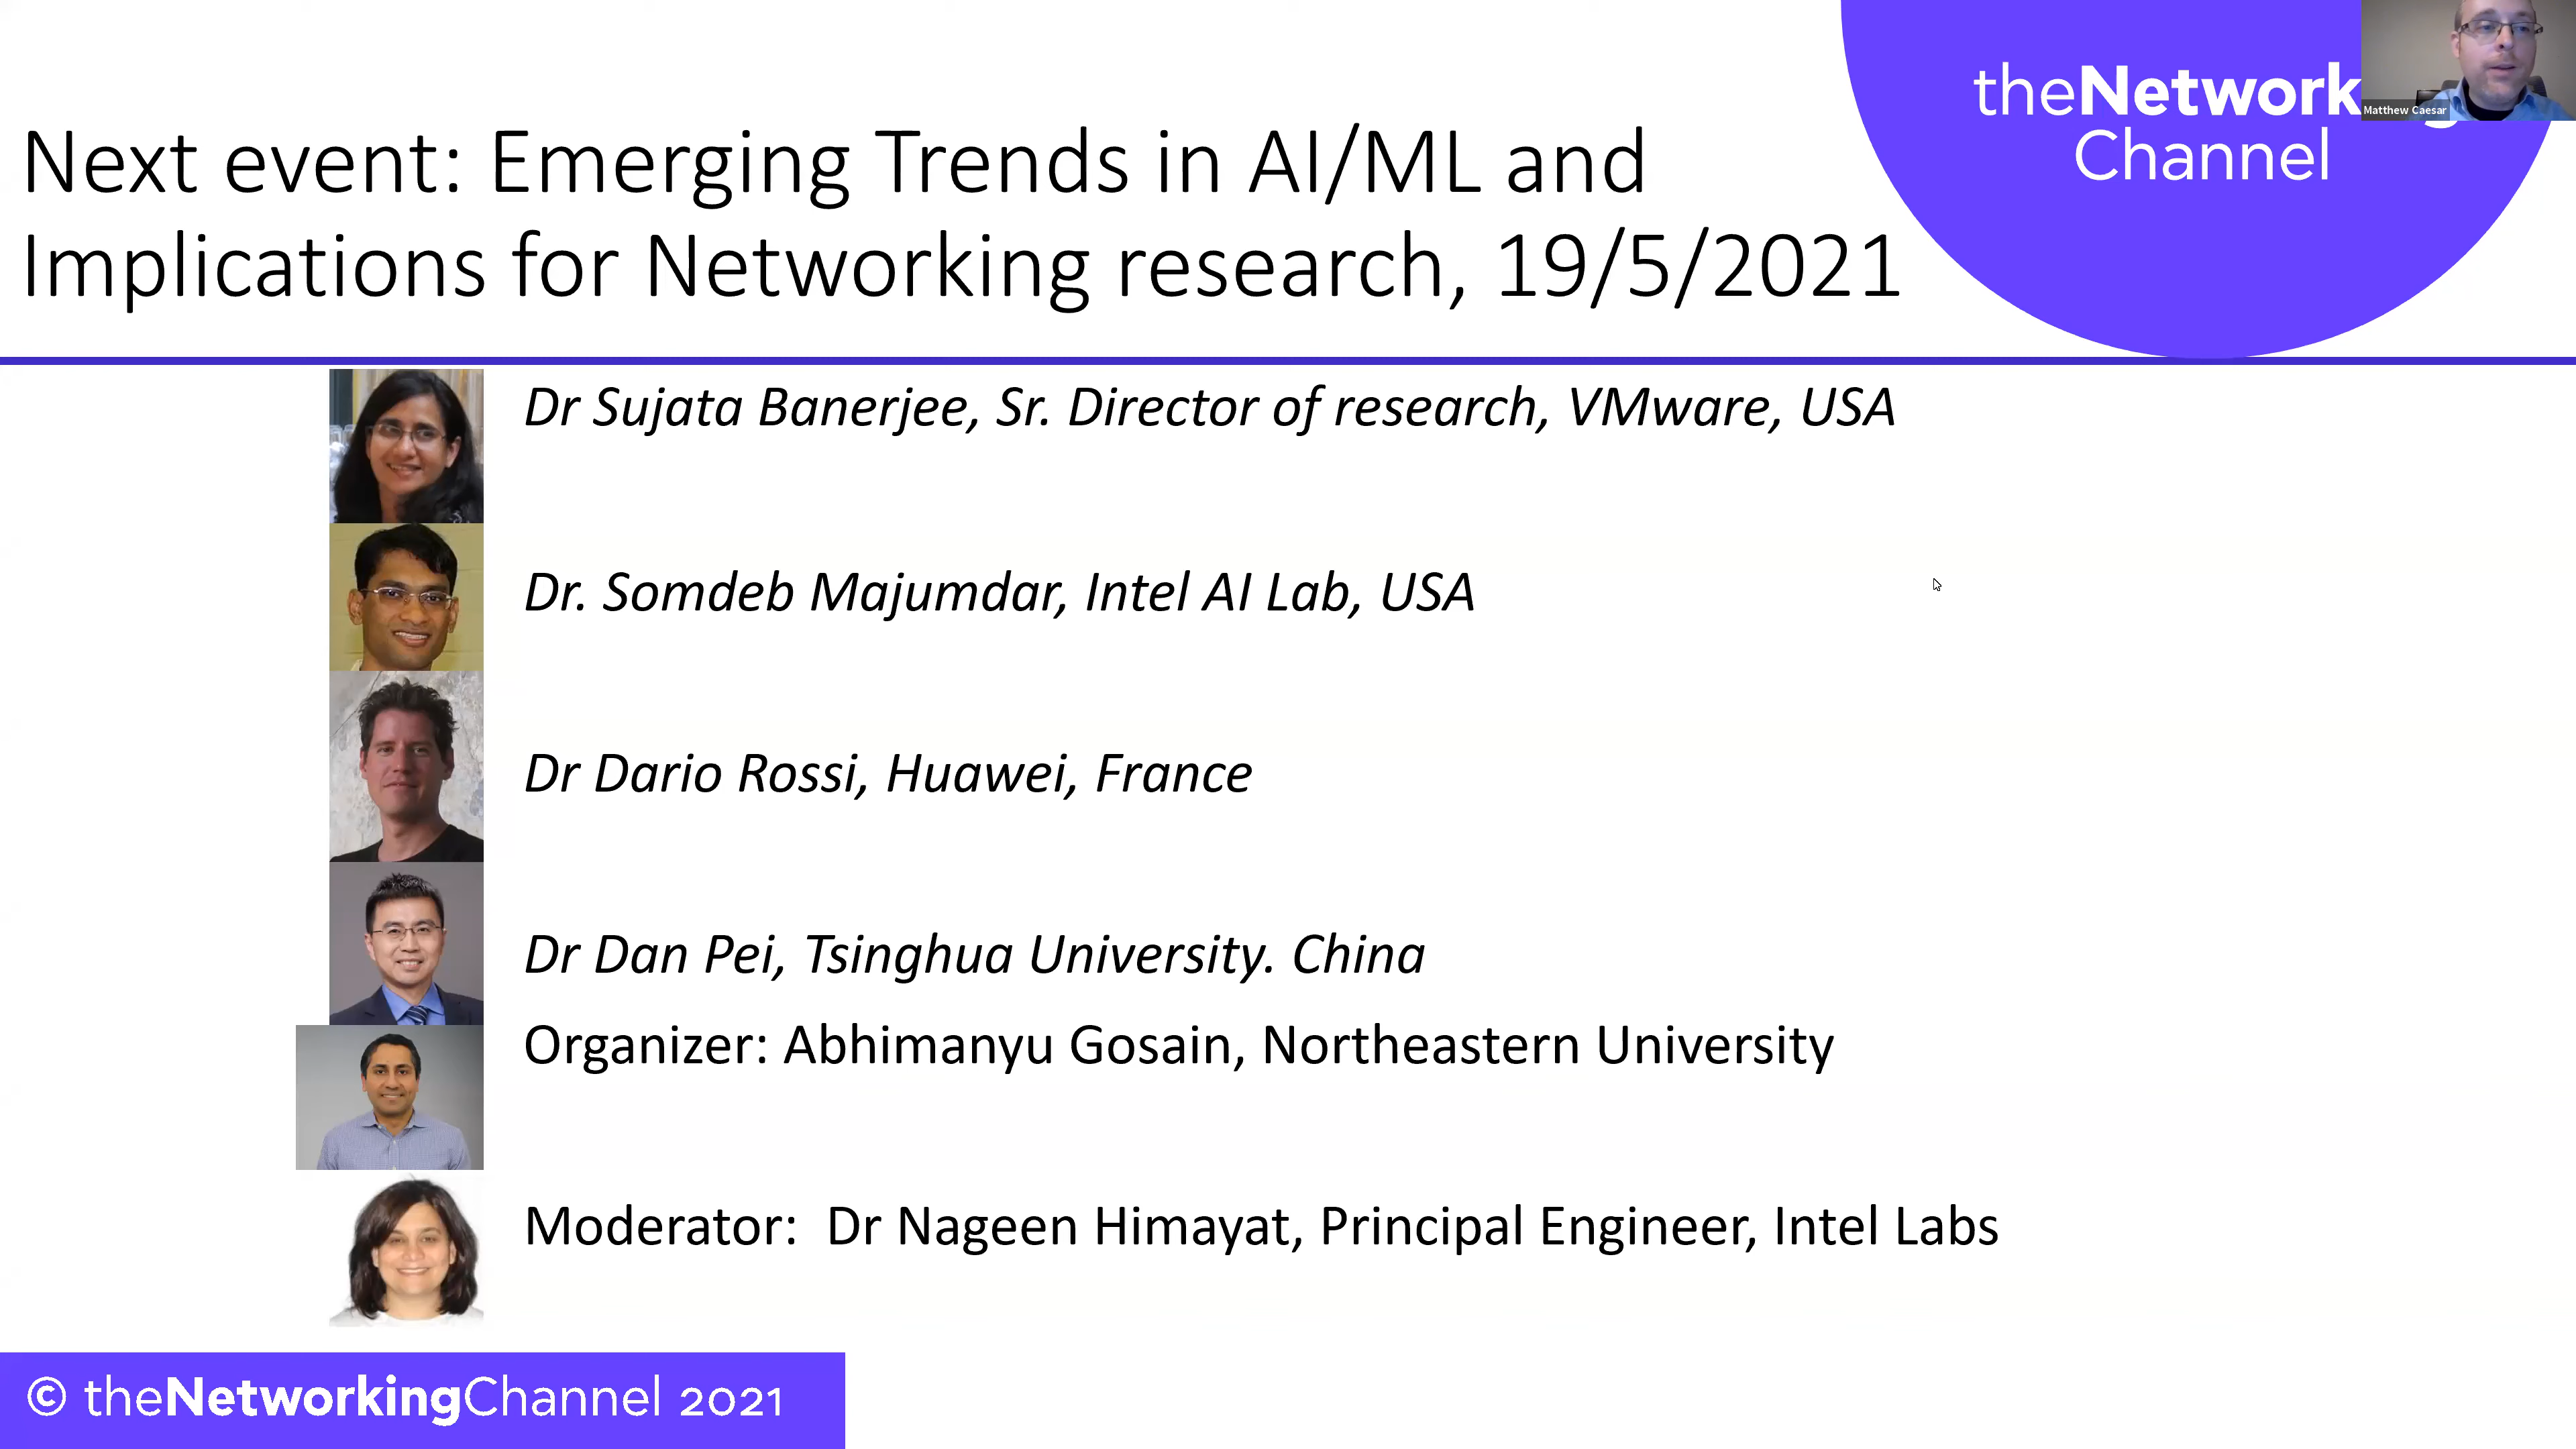 Next event: Emerging Trends in AI/ML and
Implications for Networking research, 19/5/2021
theNetwork
Channel
Matthew Caesar
Dr Sujata Banerjee, Sr. Director of research, VMware, USA
Dr. Somdeb Majumdar, Intel AI Lab, USA
Dr Dario Rossi, Huawei, France
Dr Dan Pei, Tsinghua University. China
Organizer: Abhimanyu Gosain, Northeastern University
Moderator:  Dr Nageen Himayat, Principal Engineer, Intel Labs
© theNetworkingChannel 2021